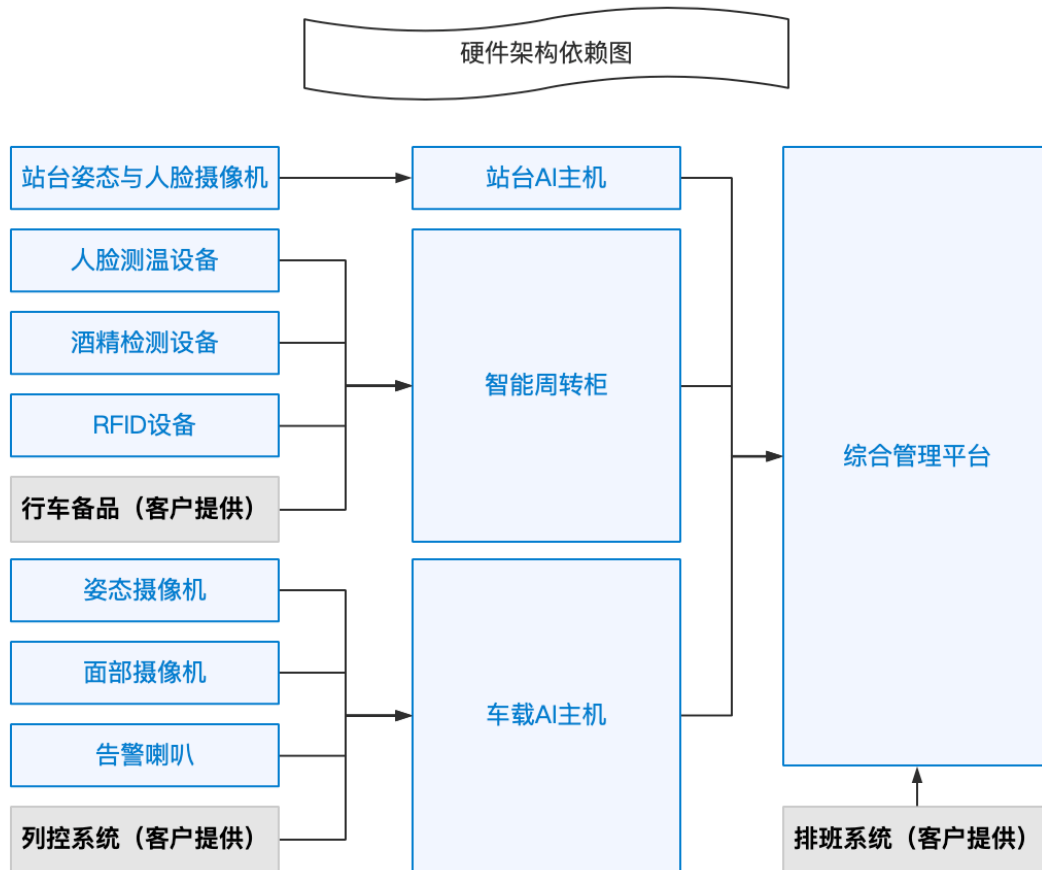 硬件架构依赖图
站台姿态与人脸摄像机
站台AI主机
人脸测温设备
酒精检测设备
RFID设备
行车备品（客户提供）
智能周转柜
综合管理平台
姿态摄像机
面部摄像机
告警喇叭
列控系统（客户提供）
车载AI主机
排班系统（客户提供）